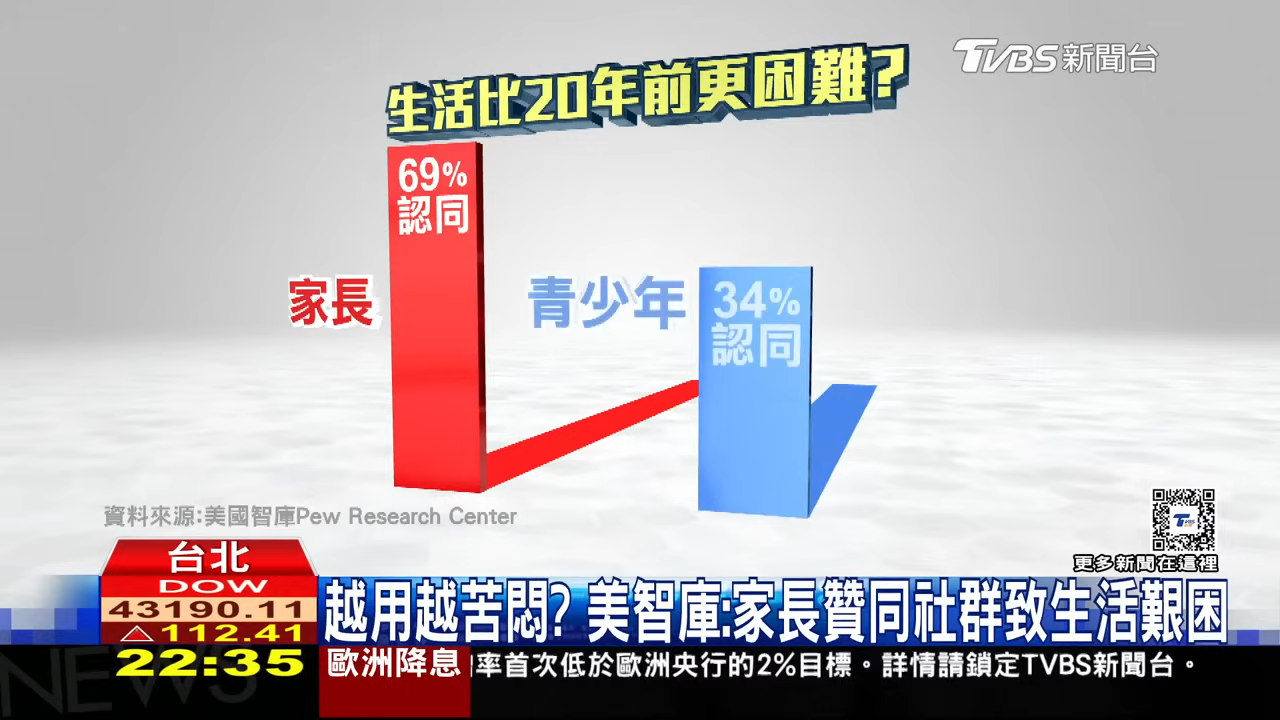 TVBS新聞台
生活比20年前更困難?
69%
認同
家長
青少年
34%
認同
資料來源:美國智庫Pew Research Center
TVBS
更多新聞在這裡
台北
DOW
43190.11
△112.41
22:35
越用越苦悶? 美智庫:家長贊同社群致生活艱困
歐洲降息
率首次低於歐洲央行的2%目標。詳情請鎖定TVBS新聞台。
NEWS